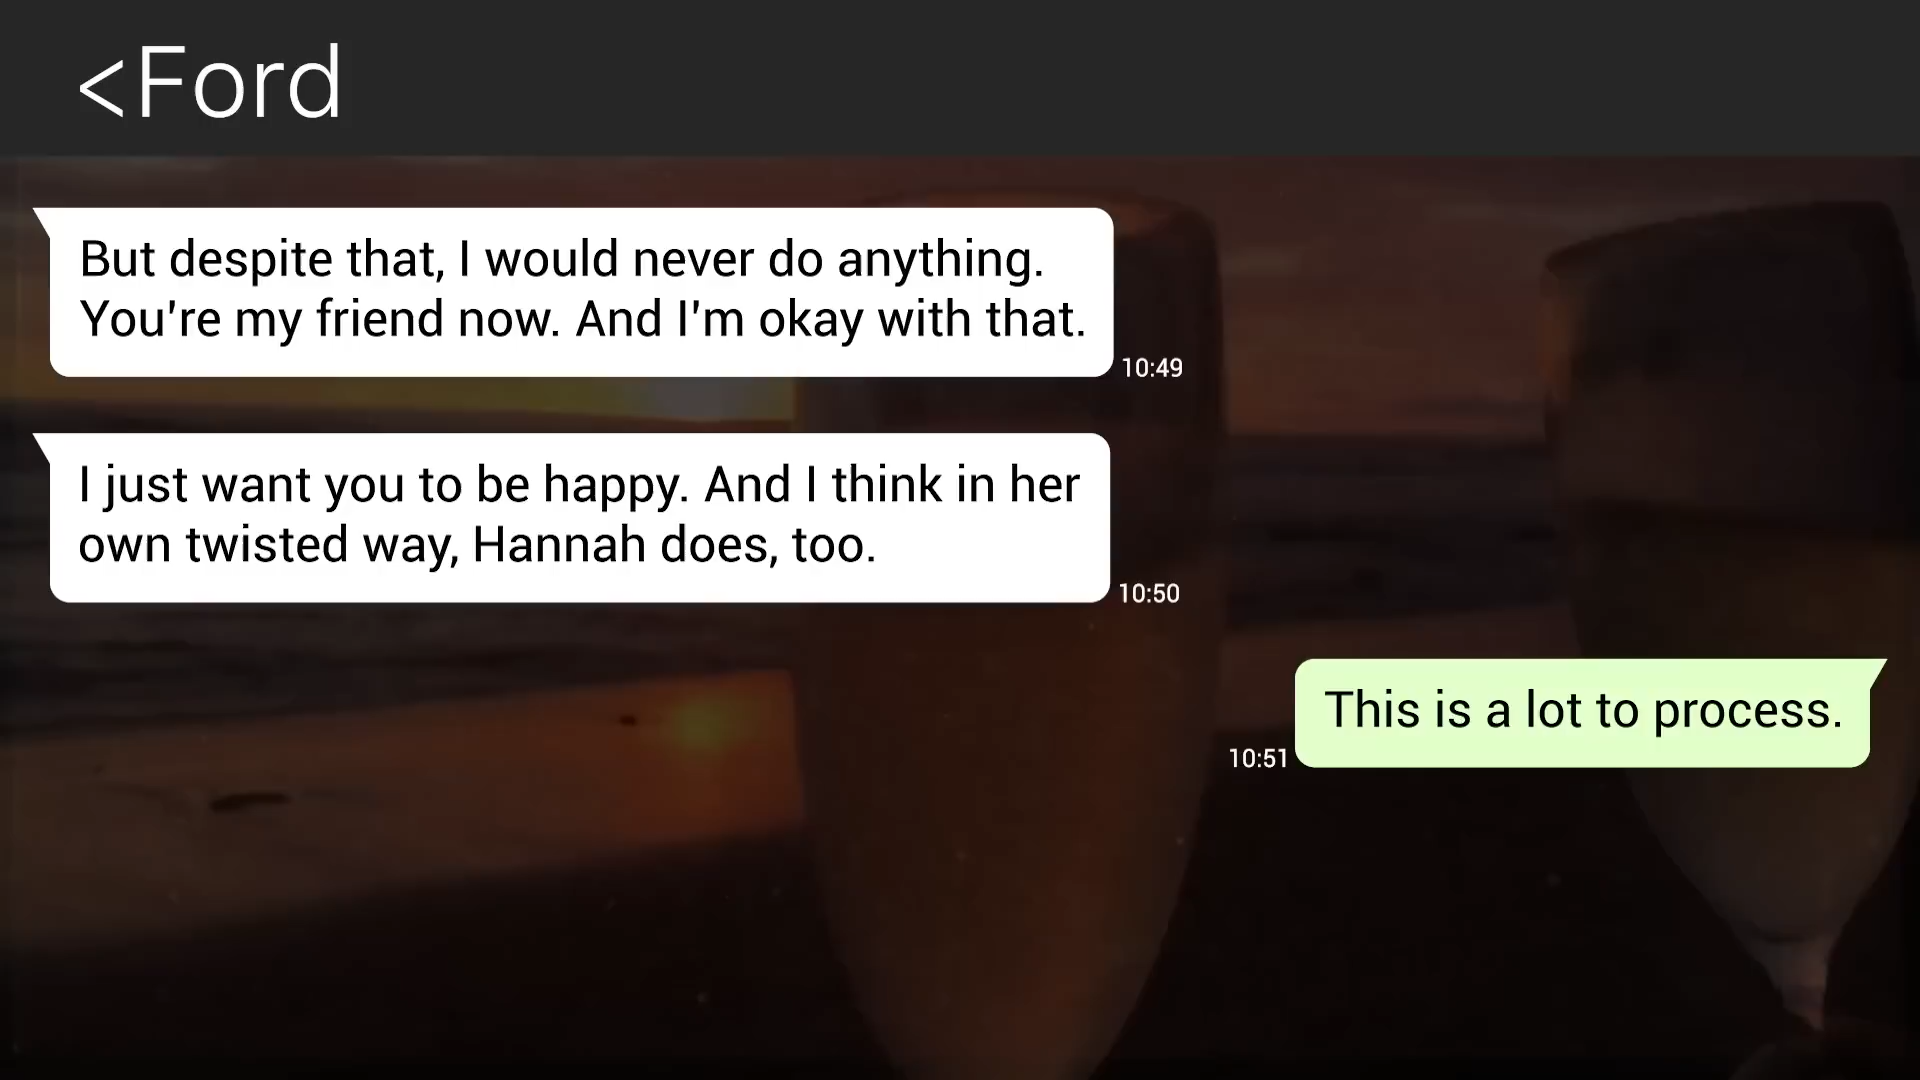 <Ford
But despite that, I would never do anything.
You're my friend now. And I'm okay with that.
10:49
I just want you to be happy. And I think in her
own twisted way, Hannah does, too.
10:50
This is a lot to process.
10:51